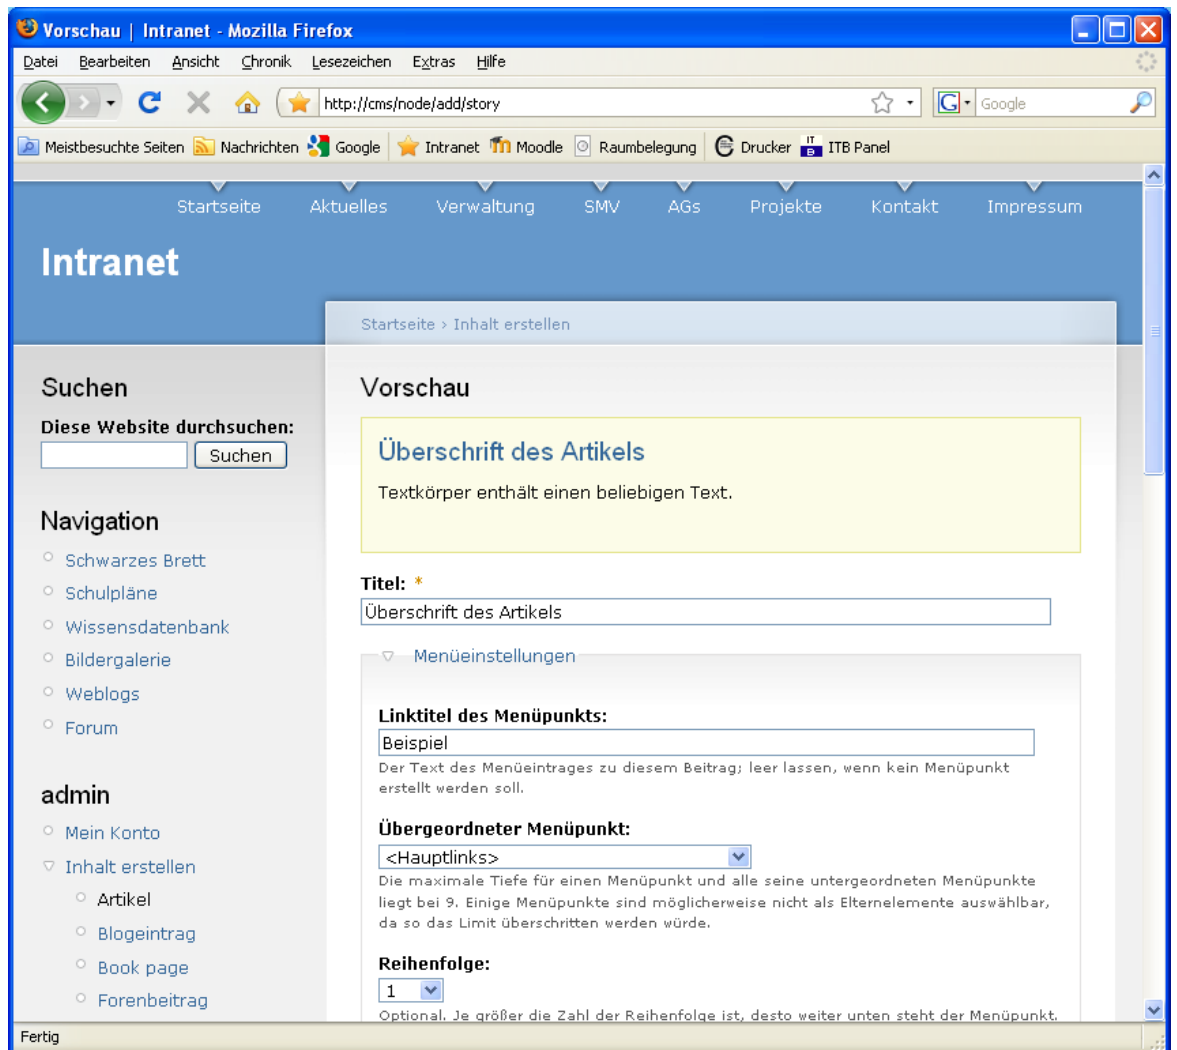 Vorschau | Intranet - Mozilla Firefox
Datei Bearbeiten Ansicht Chronik Lesezeichen Extras Hilfe
http://cms/node/add/story
G Google
Meistbesuchte Seiten Nachrichten Google Intranet Moodle Raumbelegung Drucker ITB Panel
Startseite Aktuelles Verwaltung SMV AGs Projekte Kontakt Impressum
Intranet
Startseite › Inhalt erstellen
Suchen
Diese Website durchsuchen:
Suchen
Navigation
Schwarzes Brett
Schulpläne
Wissensdatenbank
Bildergalerie
Weblogs
Forum
admin
Mein Konto
Inhalt erstellen
Artikel
Blogeintrag
Book page
Forenbeitrag
Vorschau
Überschrift des Artikels
Textkörper enthält einen beliebigen Text.
Titel: *
Überschrift des Artikels
Menüeinstellungen
Linktitel des Menüpunkts:
Beispiel
Der Text des Menüeintrages zu diesem Beitrag; leer lassen, wenn kein Menüpunkt
erstellt werden soll.
Übergeordneter Menüpunkt:
<Hauptlinks>
Die maximale Tiefe für einen Menüpunkt und alle seine untergeordneten Menüpunkte
liegt bei 9. Einige Menüpunkte sind möglicherweise nicht als Elternelemente auswählbar,
da so das Limit überschritten werden würde.
Reihenfolge:
1
Optional. Je größer die Zahl der Reihenfolge ist, desto weiter unten steht der Menüpunkt.
Fertig